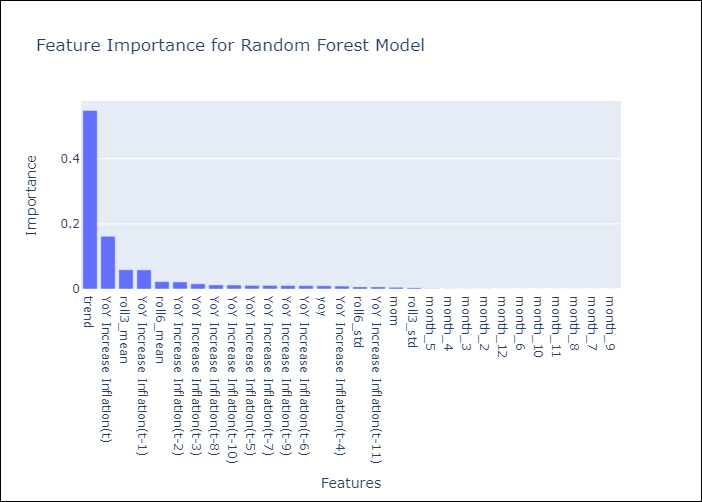 Feature Importance for Random Forest Model
Importance
0.4
0.2
0
trend
YoY Increase Inflation(t)
roll3_mean
YoY Increase Inflation(t-1)
roll6_mean
YoY Increase Inflation(t-2)
YoY Increase Inflation(t-3)
YoY Increase Inflation(t-8)
YoY Increase Inflation(t-10)
YoY Increase Inflation(t-5)
YoY Increase Inflation(t-7)
YoY Increase Inflation(t-9)
YoY Increase Inflation(t-6)
yoy
YoY Increase Inflation(t-4)
roll6_std
YoY Increase Inflation(t-11)
mom
roll3_std
month_5
month_4
month_3
month_2
month_12
month_6
month_10
month_11
month_8
month_7
month_9
Features